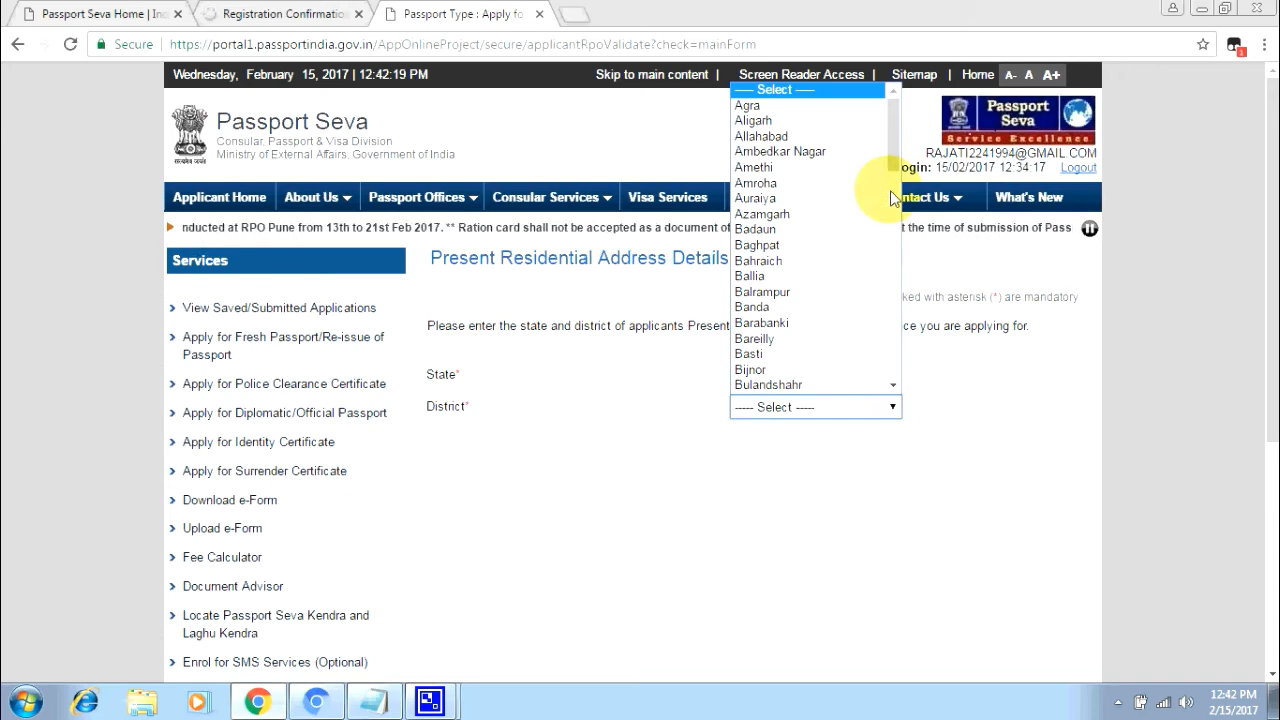 Passport Seva Home | In
Registration Confirmation
Passport Type : Apply fo
Secure
https://portal1.passportindia.gov.in/AppOnlineProject/secure/applicantRpoValidate?check=mainForm
1
Wednesday, February 15, 2017 | 12:42:19 PM
Skip to main content | Screen Reader Access | Sitemap | Home A- A A+
Passport Seva
Consular, Passport & Visa Division
Ministry of External Affairs, Government of India
Passport Seva
Service Excellence
RAJATI2241994@GMAIL.COM
ogin: 15/02/2017 12:34:17 Logout
Applicant Home
About Us
Passport Offices
Consular Services
Visa Services
ntact Us
What's New
nducted at RPO Pune from 13th to 21st Feb 2017. ** Ration card shall not be accepted as a document o
t the time of submission of Pass
Services
View Saved/Submitted Applications
Apply for Fresh Passport/Re-issue of
Passport
Apply for Police Clearance Certificate
Apply for Diplomatic/Official Passport
Apply for Identity Certificate
Apply for Surrender Certificate
Download e-Form
Upload e-Form
Fee Calculator
Document Advisor
Locate Passport Seva Kendra and
Laghu Kendra
Enrol for SMS Services (Optional)
Present Residential Address Details
ked with asterisk (*) are mandatory
Please enter the state and district of applicants Presen
ce you are applying for.
State*
District*
----- Select -----
Agra
Aligarh
Allahabad
Ambedkar Nagar
Amethi
Amroha
Auraiya
Azamgarh
Badaun
Baghpat
Bahraich
Ballia
Balrampur
Banda
Barabanki
Bareilly
Basti
Bijnor
Bulandshahr
----- Select -----
12:42 PM
2/15/2017